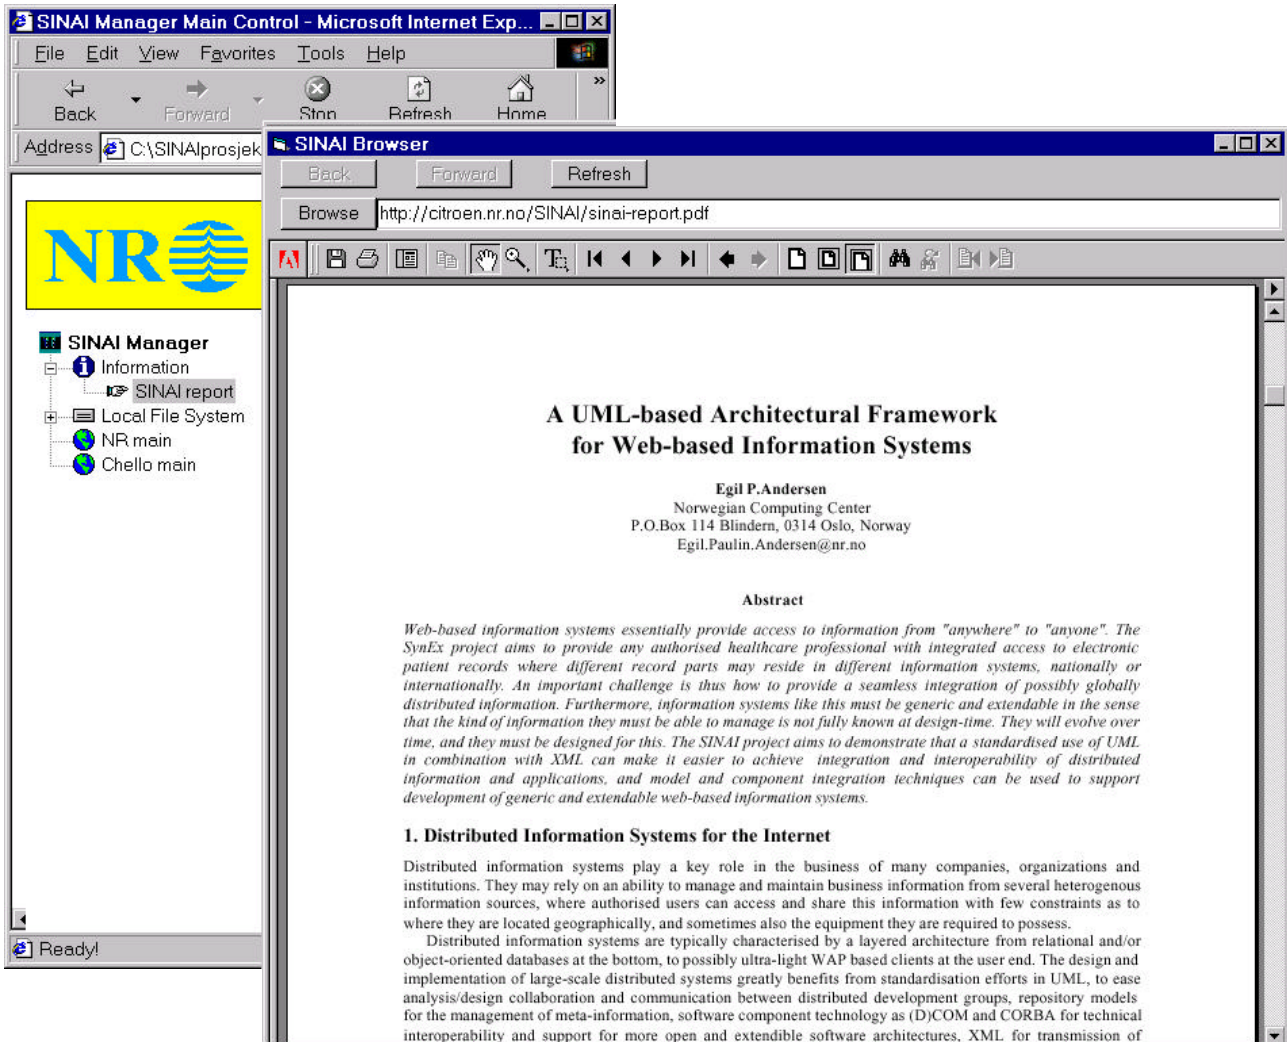 SINAI Manager Main Control - Microsoft Internet Exp...
File Edit View Favorites Tools Help
Back Forward Stop Refresh Home »
Address C:\SINAIprosjek
NR
SINAI Manager
Information
SINAI report
Local File System
NR main
Chello main
Ready!
SINAI Browser
Back Forward Refresh
Browse http://citroen.nr.no/SINAI/sinai-report.pdf
A UML-based Architectural Framework
for Web-based Information Systems
Egil P.Andersen
Norwegian Computing Center
P.O.Box 114 Blindern, 0314 Oslo, Norway
Egil.Paulin.Andersen@nr.no
Abstract
Web-based information systems essentially provide access to information from "anywhere" to "anyone". The
SynEx project aims to provide any authorised healthcare professional with integrated access to electronic
patient records where different record parts may reside in different information systems, nationally or
internationally. An important challenge is thus how to provide a seamless integration of possibly globally
distributed information. Furthermore, information systems like this must be generic and extendable in the sense
that the kind of information they must be able to manage is not fully known at design-time. They will evolve over
time, and they must be designed for this. The SINAI project aims to demonstrate that a standardised use of UML
in combination with XML can make it easier to achieve integration and interoperability of distributed
information and applications, and model and component integration techniques can be used to support
development of generic and extendable web-based information systems.
1. Distributed Information Systems for the Internet
Distributed information systems play a key role in the business of many companies, organizations and
institutions. They may rely on an ability to manage and maintain business information from several heterogenous
information sources, where authorised users can access and share this information with few constraints as to
where they are located geographically, and sometimes also the equipment they are required to possess.
Distributed information systems are typically characterised by a layered architecture from relational and/or
object-oriented databases at the bottom, to possibly ultra-light WAP based clients at the user end. The design and
implementation of large-scale distributed systems greatly benefits from standardisation efforts in UML, to ease
analysis/design collaboration and communication between distributed development groups, repository models
for the management of meta-information, software component technology as (D)COM and CORBA for technical
interoperability and support for more open and extendible software architectures, XML for transmission of